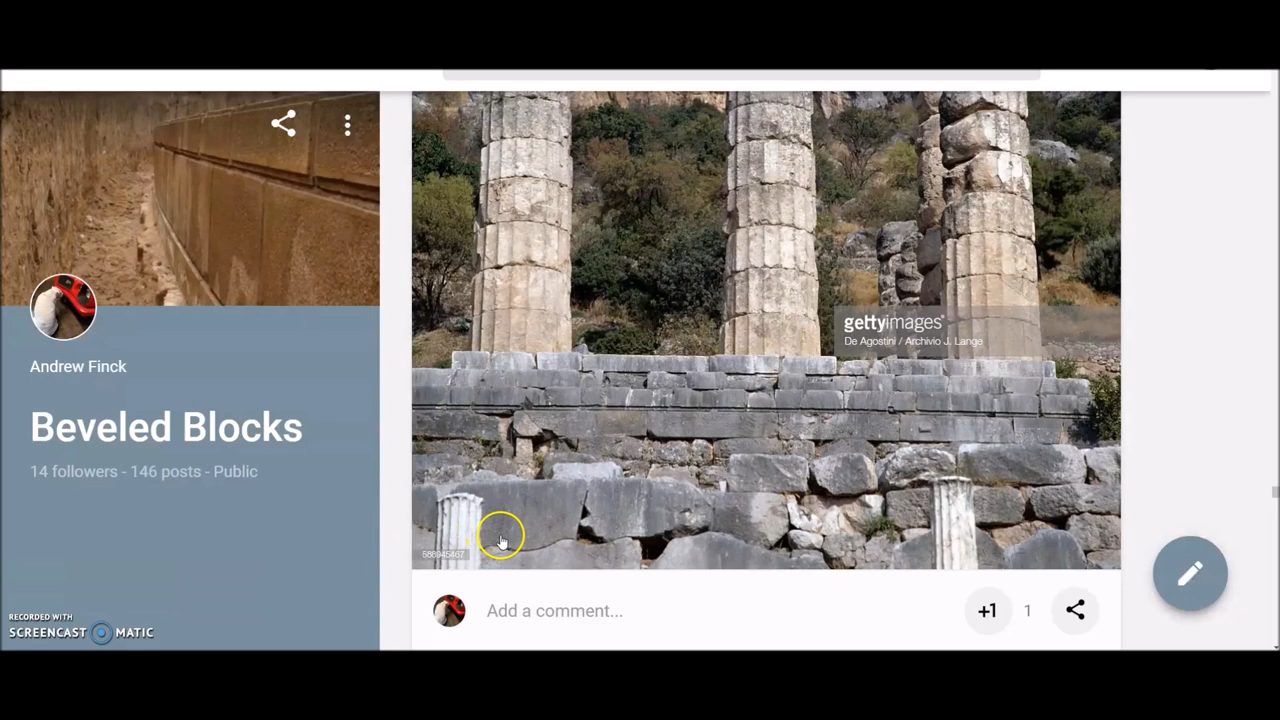 gettyimages
De Agostini / Archivio J. Lange
Andrew Finck
Beveled Blocks
14 followers - 146 posts - Public
588945467
Add a comment...
+1
1
RECORDED WITH
SCREENCAST MATIC